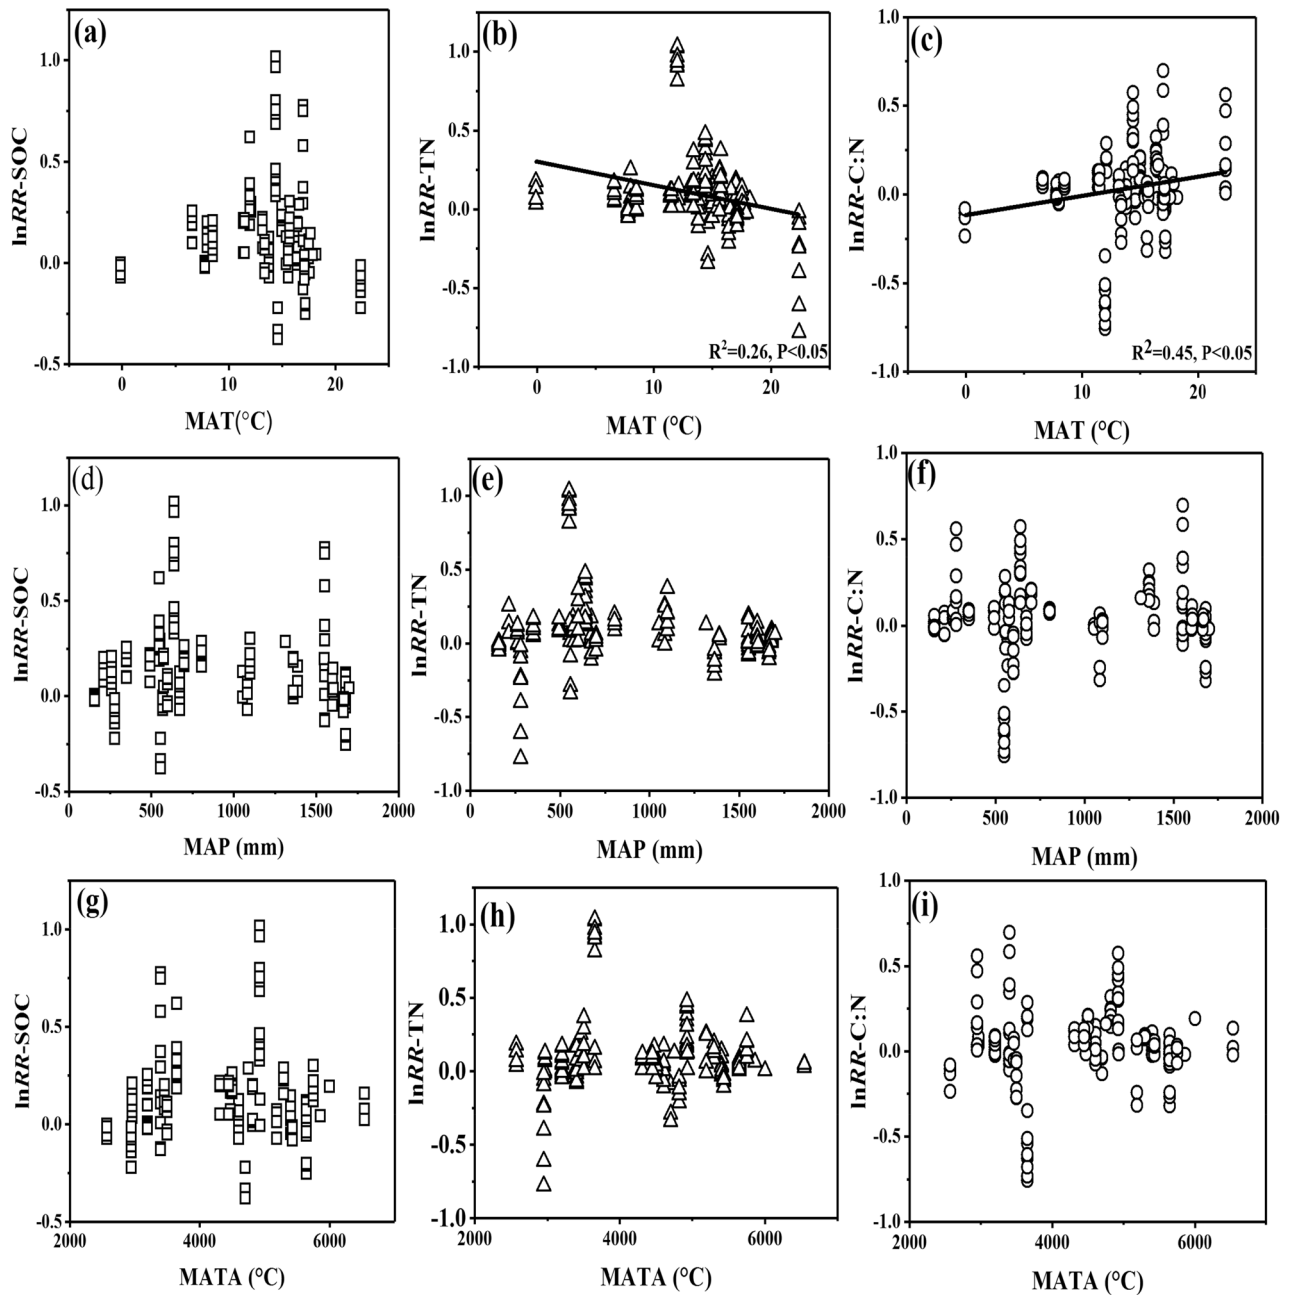 (a)
lnRR-SOC
1.0
0.5
0.0
-0.5
0 10 20
MAT(°C)
(b)
lnRR-TN
1.0
0.5
0.0
-0.5
-1.0
R²=0.26, P<0.05
0 10 20
MAT (°C)
(c)
lnRR-C:N
1.0
0.5
0.0
-0.5
-1.0
R²=0.45, P<0.05
0 10 20
MAT (°C)
(d)
lnRR-SOC
1.0
0.5
0.0
-0.5
0 500 1000 1500 2000
MAP (mm)
(e)
lnRR-TN
1.0
0.5
0.0
-0.5
-1.0
0 500 1000 1500 2000
MAP (mm)
(f)
lnRR-C:N
1.0
0.5
0.0
-0.5
-1.0
0 500 1000 1500 2000
MAP (mm)
(g)
lnRR-SOC
1.0
0.5
0.0
-0.5
2000 4000 6000
MATA (°C)
(h)
lnRR-TN
1.0
0.5
0.0
-0.5
-1.0
2000 4000 6000
MATA (°C)
(i)
lnRR-C:N
1.0
0.5
0.0
-0.5
-1.0
2000 4000 6000
MATA (°C)